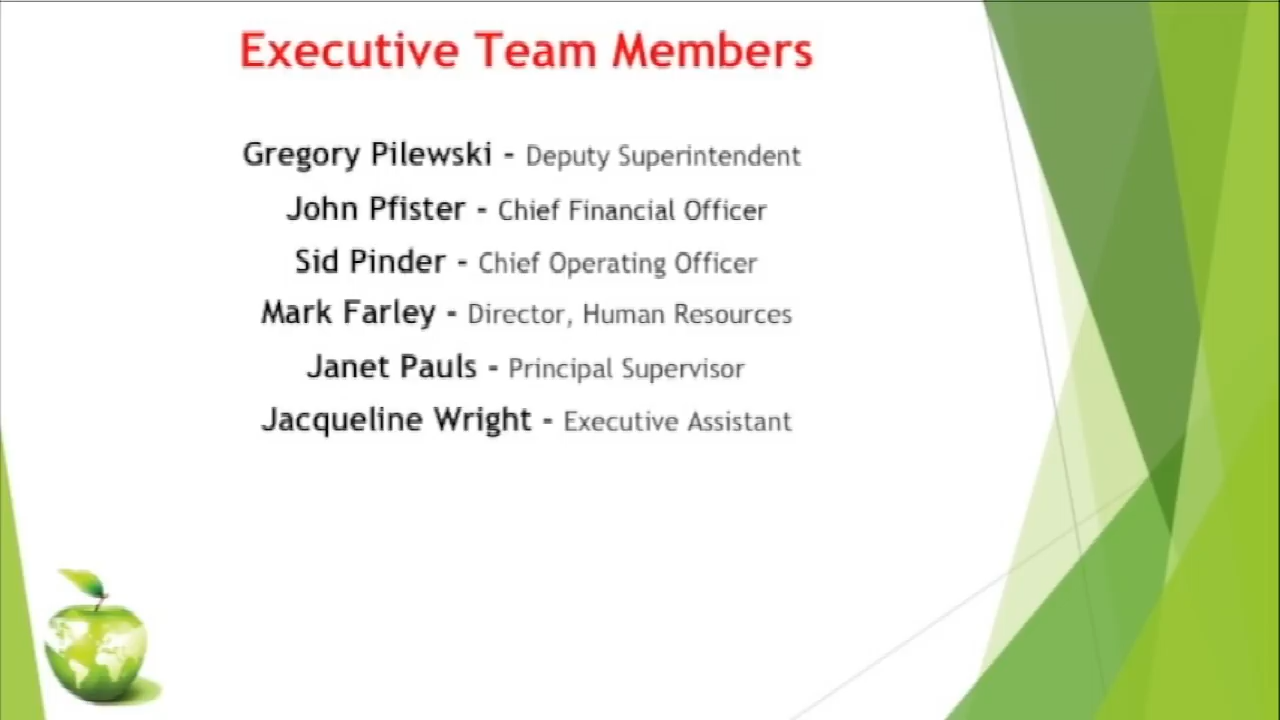 Executive Team Members
Gregory Pilewski - Deputy Superintendent
John Pfister - Chief Financial Officer
Sid Pinder - Chief Operating Officer
Mark Farley - Director, Human Resources
Janet Pauls - Principal Supervisor
Jacqueline Wright - Executive Assistant